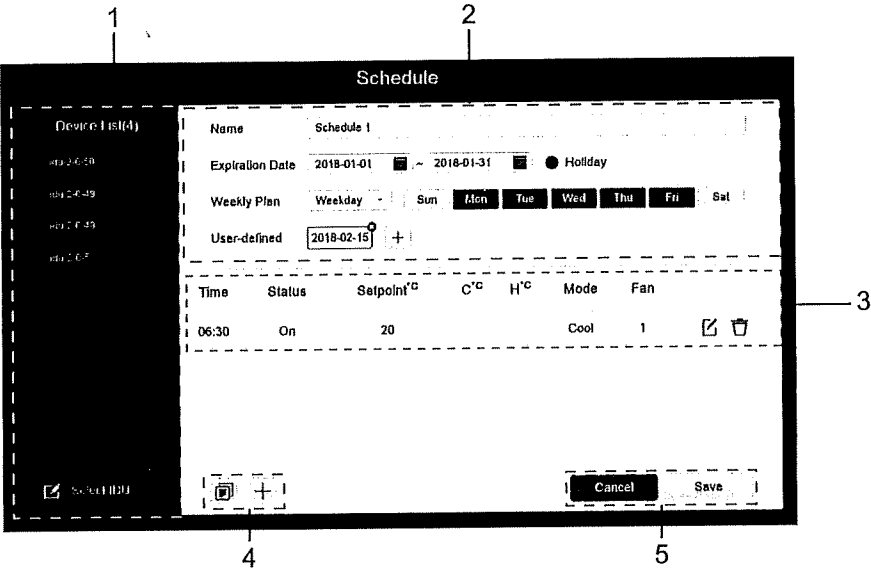 1
2
Schedule
Device List(4)
Name Schedule 1
Expiration Date 2018-01-01 ~ 2018-01-31 Holiday
Weekly Plan Weekday Sun Mon Tue Wed Thu Fri Sat
User-defined 2018-02-15 +
Time Status Setpoint°C C°C H°C Mode Fan
3
06:30 On 20 Cool 1
Select IDU
+
Cancel Save
4
5